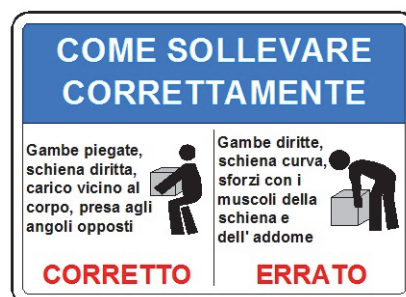 COME SOLLEVARE
CORRETTAMENTE
Gambe piegate,
schiena diritta,
carico vicino al
corpo, presa agli
angoli opposti
CORRETTO
Gambe diritte,
schiena curva,
sforzi con i
muscoli della
schiena e
dell' addome
ERRATO